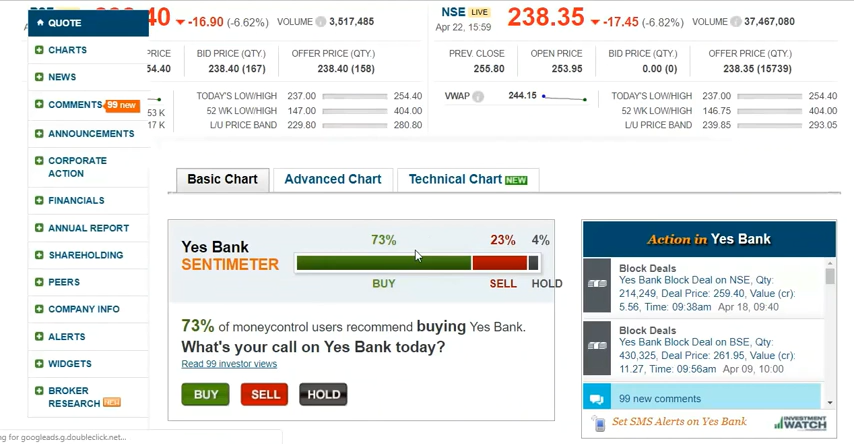 -16.90 (-6.62%) VOLUME 3,517,485
NSE LIVE 238.35 -17.45 (-6.82%) VOLUME 37,467,080
Apr 22, 15:59
QUOTE
CHARTS
NEWS
COMMENTS 99 new
ANNOUNCEMENTS
CORPORATE
ACTION
FINANCIALS
ANNUAL REPORT
SHAREHOLDING
PEERS
COMPANY INFO
ALERTS
WIDGETS
BROKER
RESEARCH
PRICE BID PRICE (QTY.) OFFER PRICE (QTY.)
54.40 238.40 (167) 238.40 (158)
PREV. CLOSE OPEN PRICE BID PRICE (QTY.) OFFER PRICE (QTY.)
255.80 253.95 0.00 (0) 238.35 (15739)
TODAY'S LOW/HIGH 237.00 254.40
53 K 52 WK LOW/HIGH 147.00 404.00
17 K L/U PRICE BAND 229.80 280.80
VWAP 244.15
TODAY'S LOW/HIGH 237.00 254.40
52 WK LOW/HIGH 146.75 404.00
L/U PRICE BAND 239.85 293.05
Basic Chart Advanced Chart Technical Chart NEW
Yes Bank
SENTIMETER
73% 23% 4%
BUY SELL HOLD
73% of moneycontrol users recommend buying Yes Bank.
What's your call on Yes Bank today?
Read 99 investor views
BUY SELL HOLD
Action in Yes Bank
Block Deals
Yes Bank Block Deal on NSE, Qty:
214,249, Deal Price: 259.40, Value (cr):
5.56, Time: 09:38am Apr 18, 09:40
Block Deals
Yes Bank Block Deal on BSE, Qty:
430,325, Deal Price: 261.95, Value (cr):
11.27, Time: 09:56am Apr 09, 10:00
99 new comments
Set SMS Alerts on Yes Bank INVESTMENT
WATCH
ng for googleads.g.doubleclick.net...